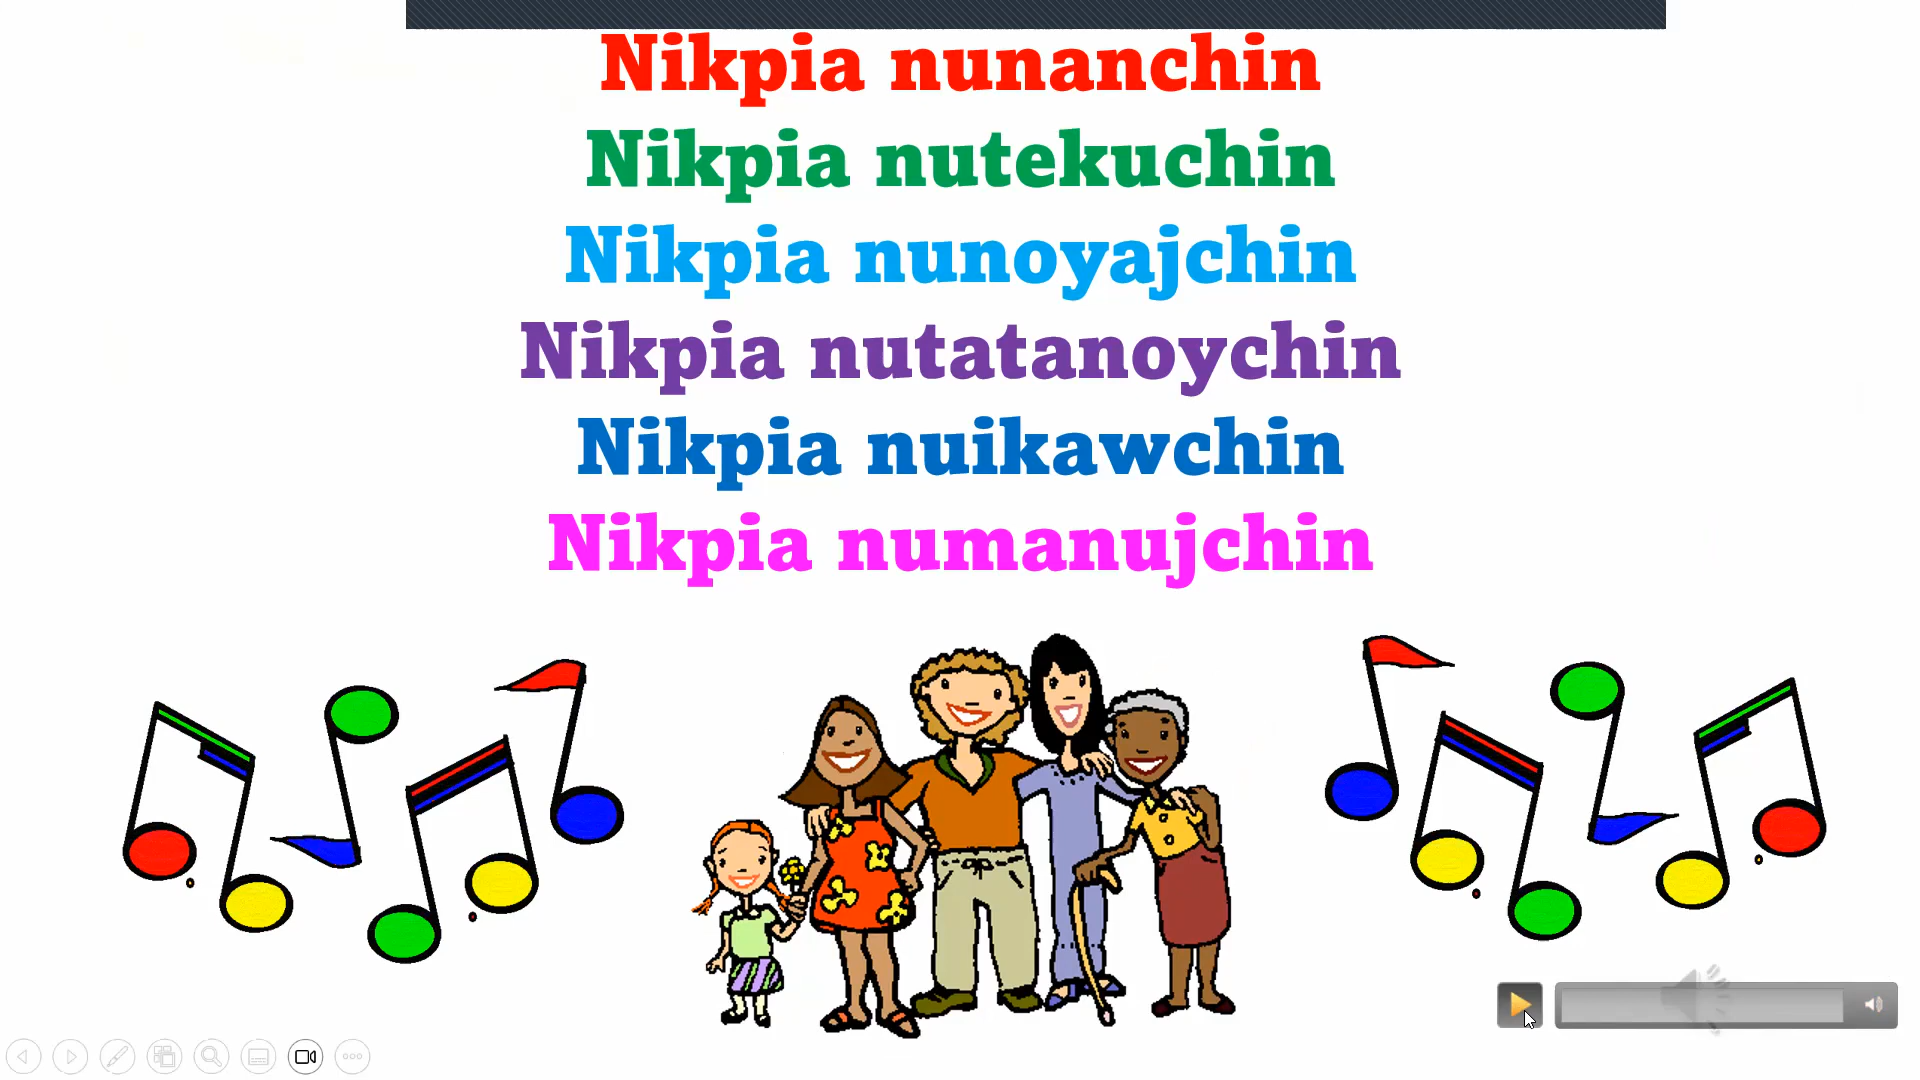 Nikpia nunanchin
Nikpia nutekuchin
Nikpia nunoyajchin
Nikpia nutatanoychin
Nikpia nuikawchin
Nikpia numanujchin